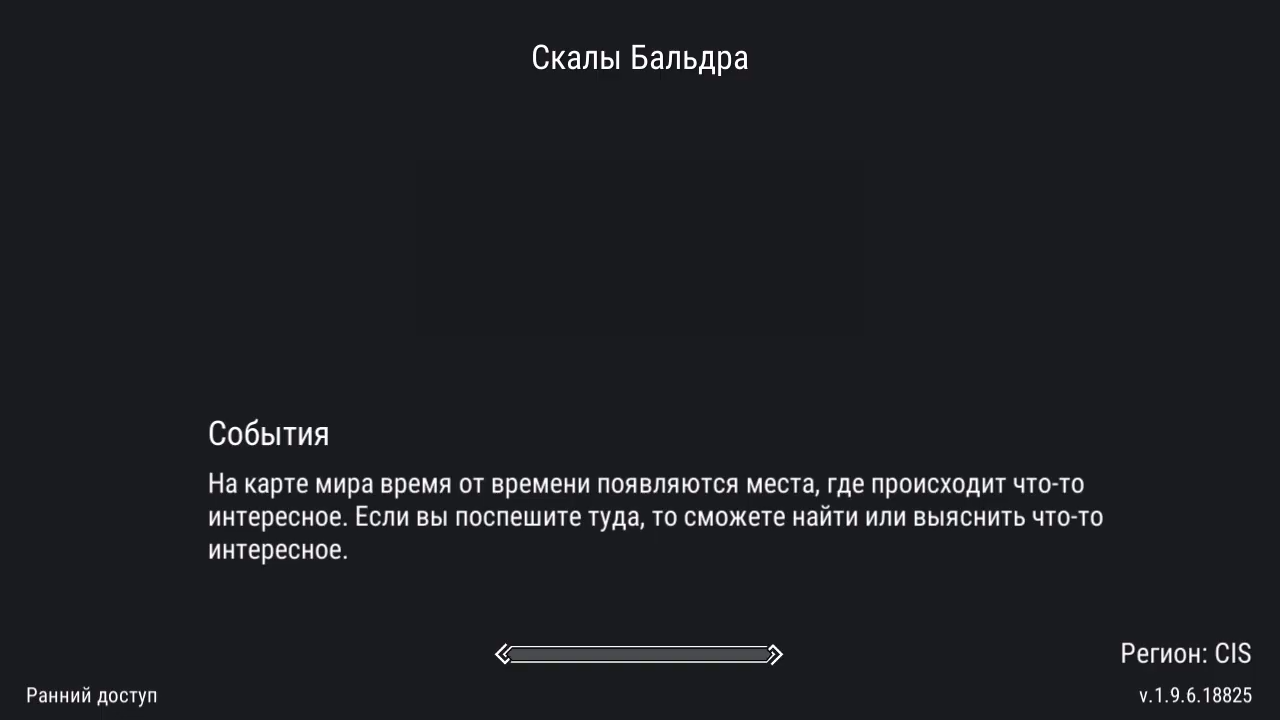 Скалы Бальдра
События
На карте мира время от времени появляются места, где происходит что-то
интересное. Если вы поспешите туда, то сможете найти или выяснить что-то
интересное.
Регион: CIS
Ранний доступ
v.1.9.6.18825